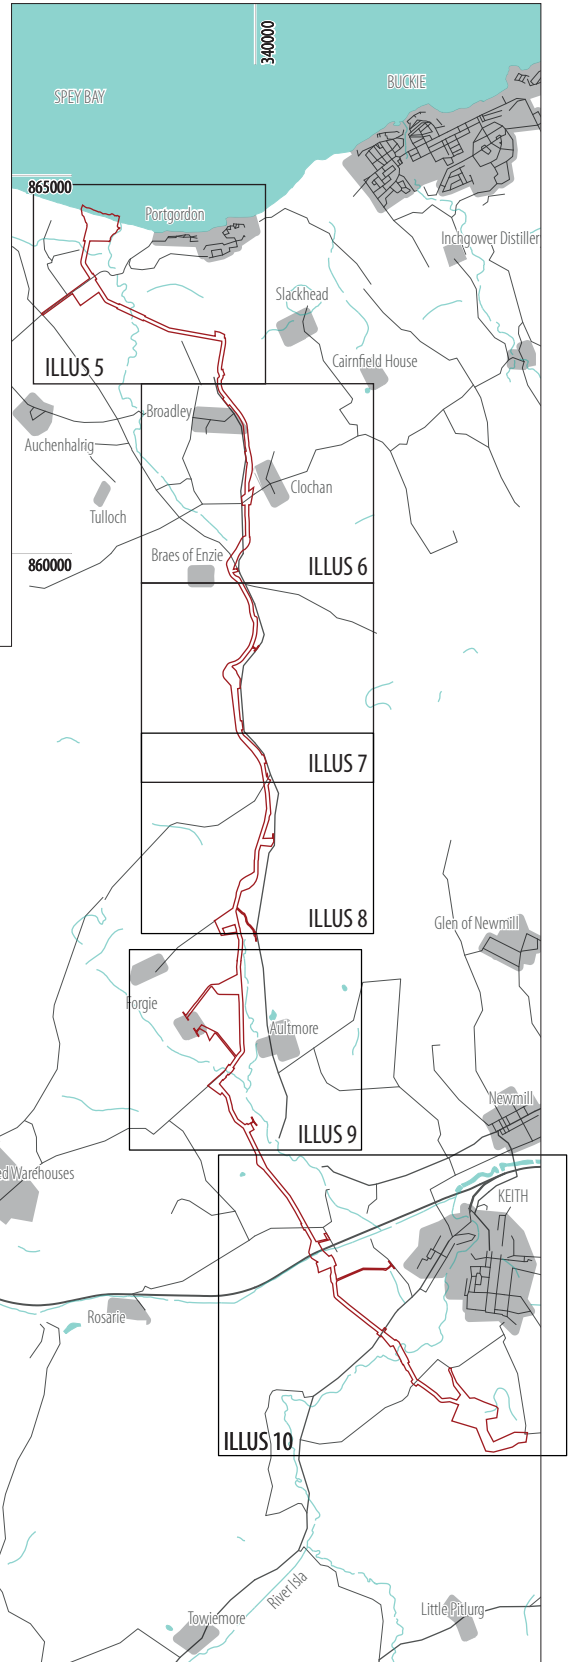 340000
SPEY BAY
BUCKIE
865000
Portgordon
Inchgower Distiller
Slackhead
Cairnfield House
ILLUS 5
Broadley
Auchenhalrig
Clochan
Tulloch
Braes of Enzie
860000
ILLUS 6
ILLUS 7
ILLUS 8
Glen of Newmill
Forgie
Aultmore
Newmill
ILLUS 9
ed Warehouses
KEITH
Rosarie
ILLUS 10
River Isla
Little Pitlurg
Towiemore